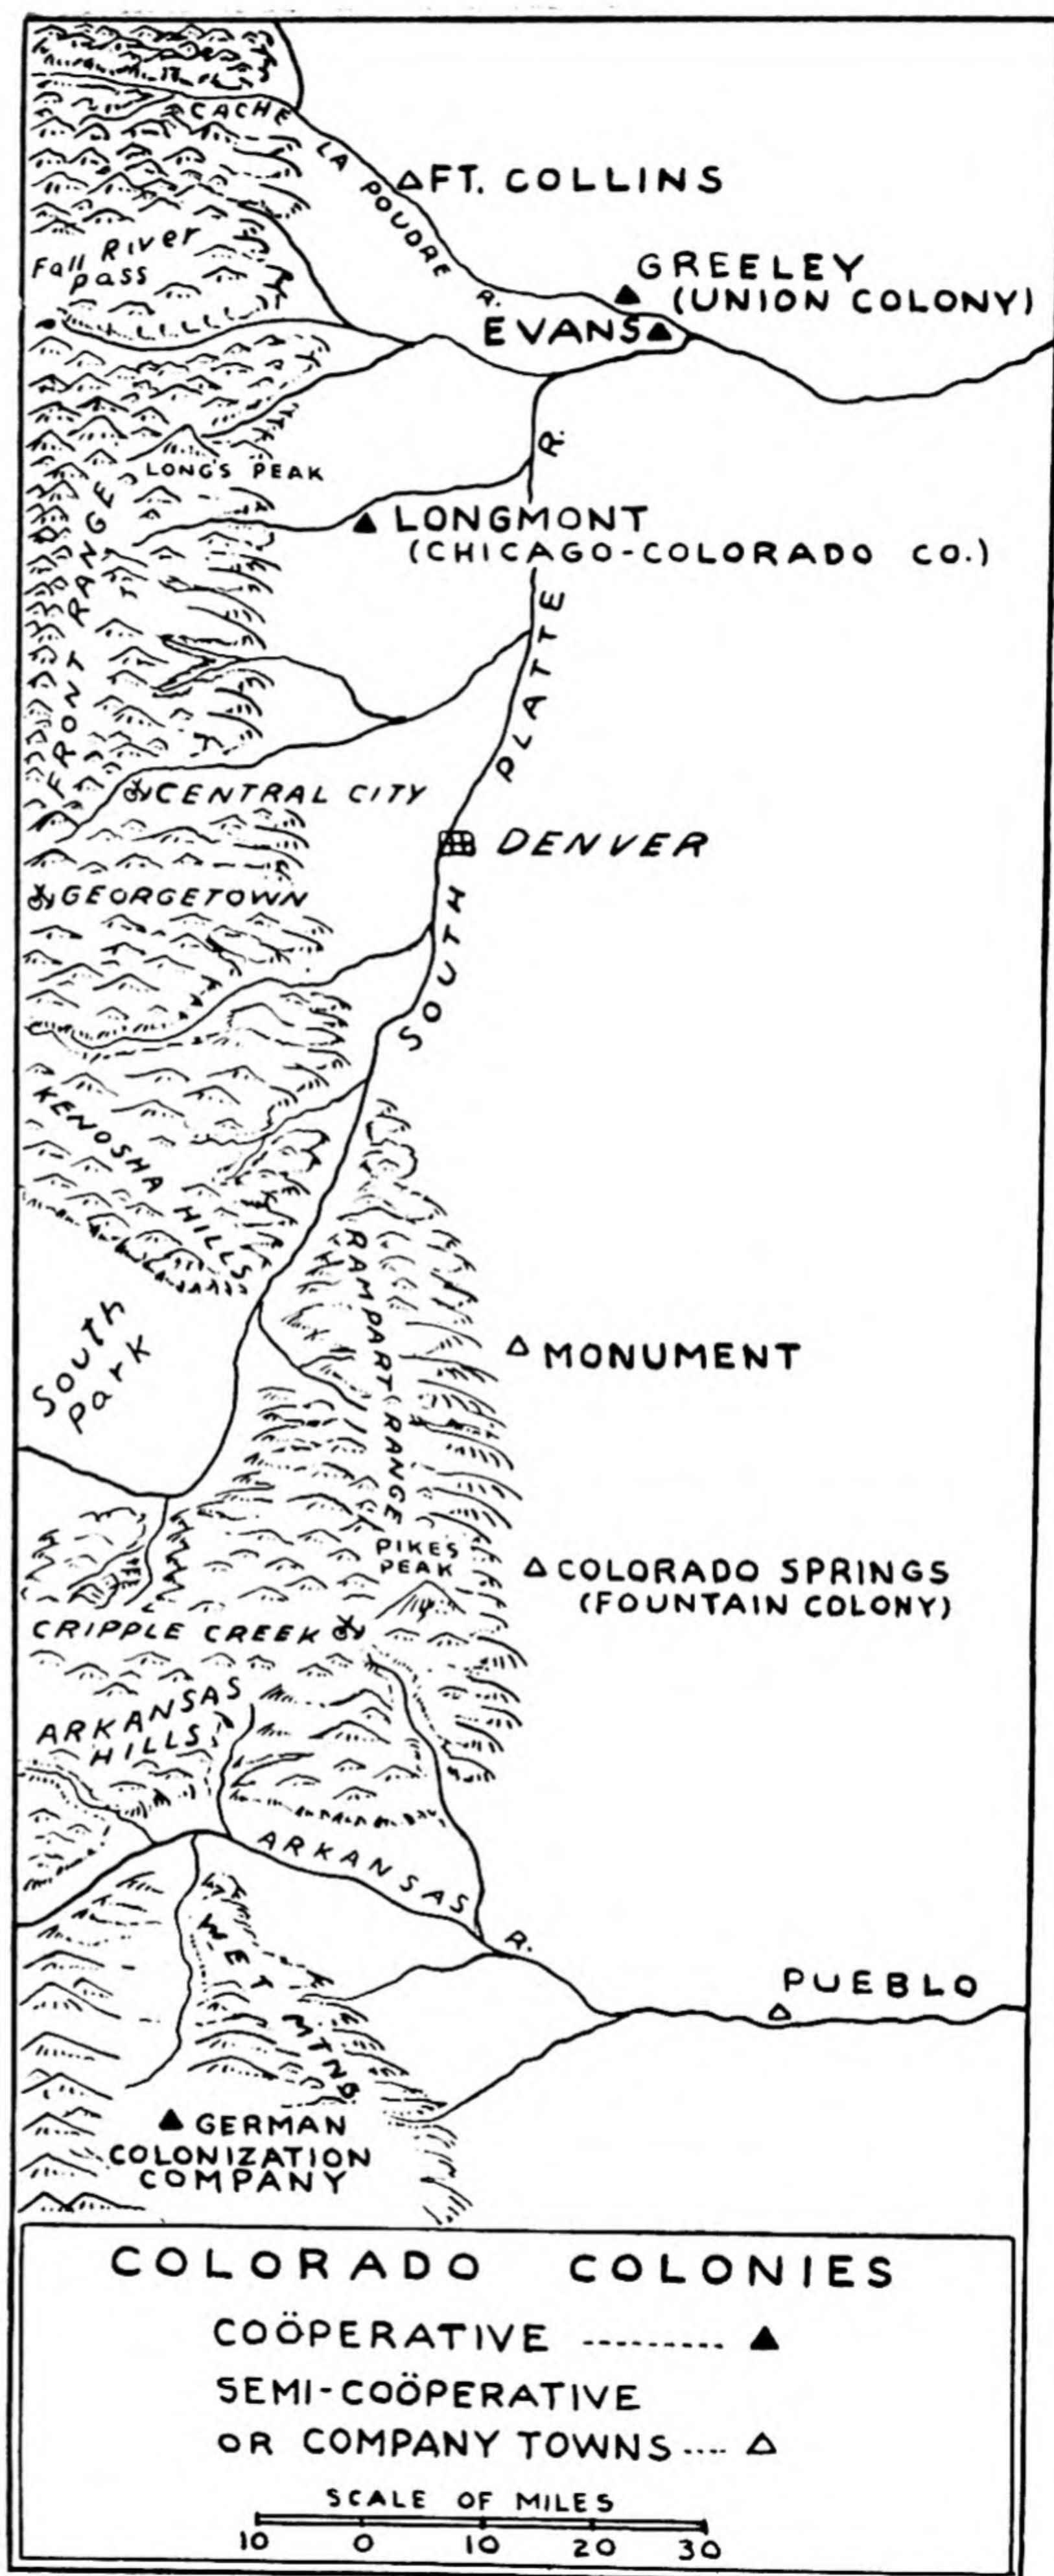 CACHE LA POUDRE R.
FT. COLLINS
Fall River
pass
GREELEY
(UNION COLONY)
EVANS
LONG'S PEAK
R.
LONGMONT
(CHICAGO-COLORADO CO.)
FRONT RANGE
SOUTH PLATTE
CENTRAL CITY
DENVER
GEORGETOWN
KENOSHA HILLS
RAMPART RANGE
South
Park
MONUMENT
PIKES
PEAK
COLORADO SPRINGS
(FOUNTAIN COLONY)
CRIPPLE CREEK
ARKANSAS
HILLS
ARKANSAS R.
WET MTNS
PUEBLO
GERMAN
COLONIZATION
COMPANY
COLORADO COLONIES
COÖPERATIVE --------
SEMI-COÖPERATIVE
OR COMPANY TOWNS ----
SCALE OF MILES
10 0 10 20 30